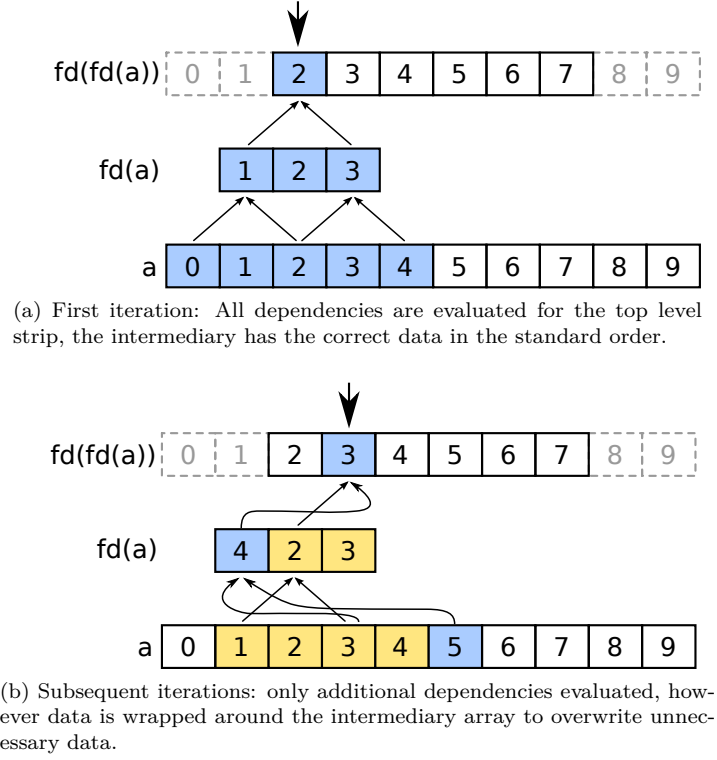 fd(fd(a)) 0 1 2 3 4 5 6 7 8 9
fd(a) 1 2 3
a 0 1 2 3 4 5 6 7 8 9
(a) First iteration: All dependencies are evaluated for the top level
strip, the intermediary has the correct data in the standard order.
fd(fd(a)) 0 1 2 3 4 5 6 7 8 9
fd(a) 4 2 3
a 0 1 2 3 4 5 6 7 8 9
(b) Subsequent iterations: only additional dependencies evaluated, how-
ever data is wrapped around the intermediary array to overwrite unnec-
essary data.